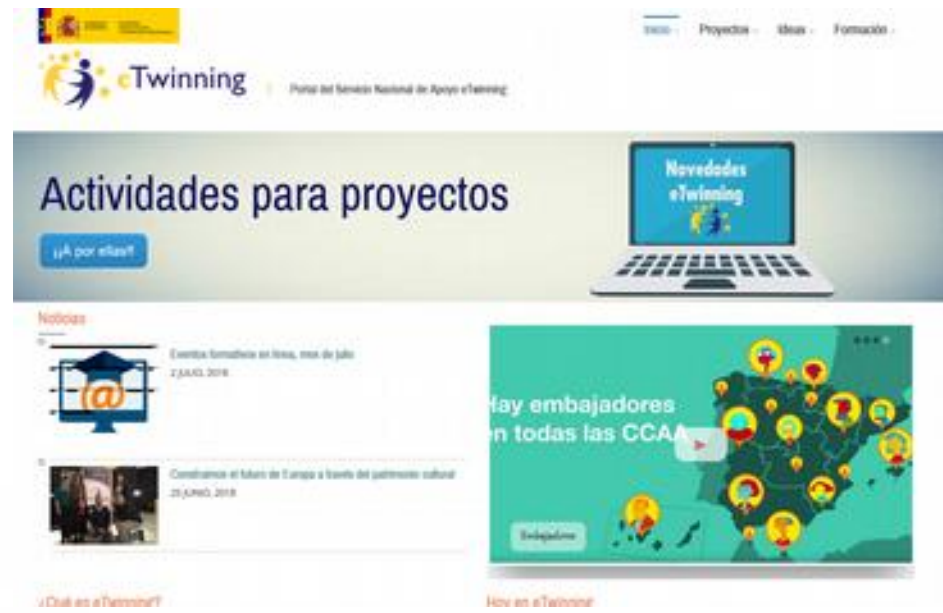 Inicio Proyectos Ideas Formación
eTwinning
Portal del Servicio Nacional de Apoyo eTwinning
Actividades para proyectos
¡¡A por ellas!!
Novedades
eTwinning
Noticias
Eventos formativos en línea, mes de julio
2 JULIO, 2018
Construimos el futuro de Europa a través del patrimonio cultural
25 JUNIO, 2018
Hay embajadores
en todas las CCAA
Embajadores
¿Qué es eTwinning?
Hoy en eTwinning